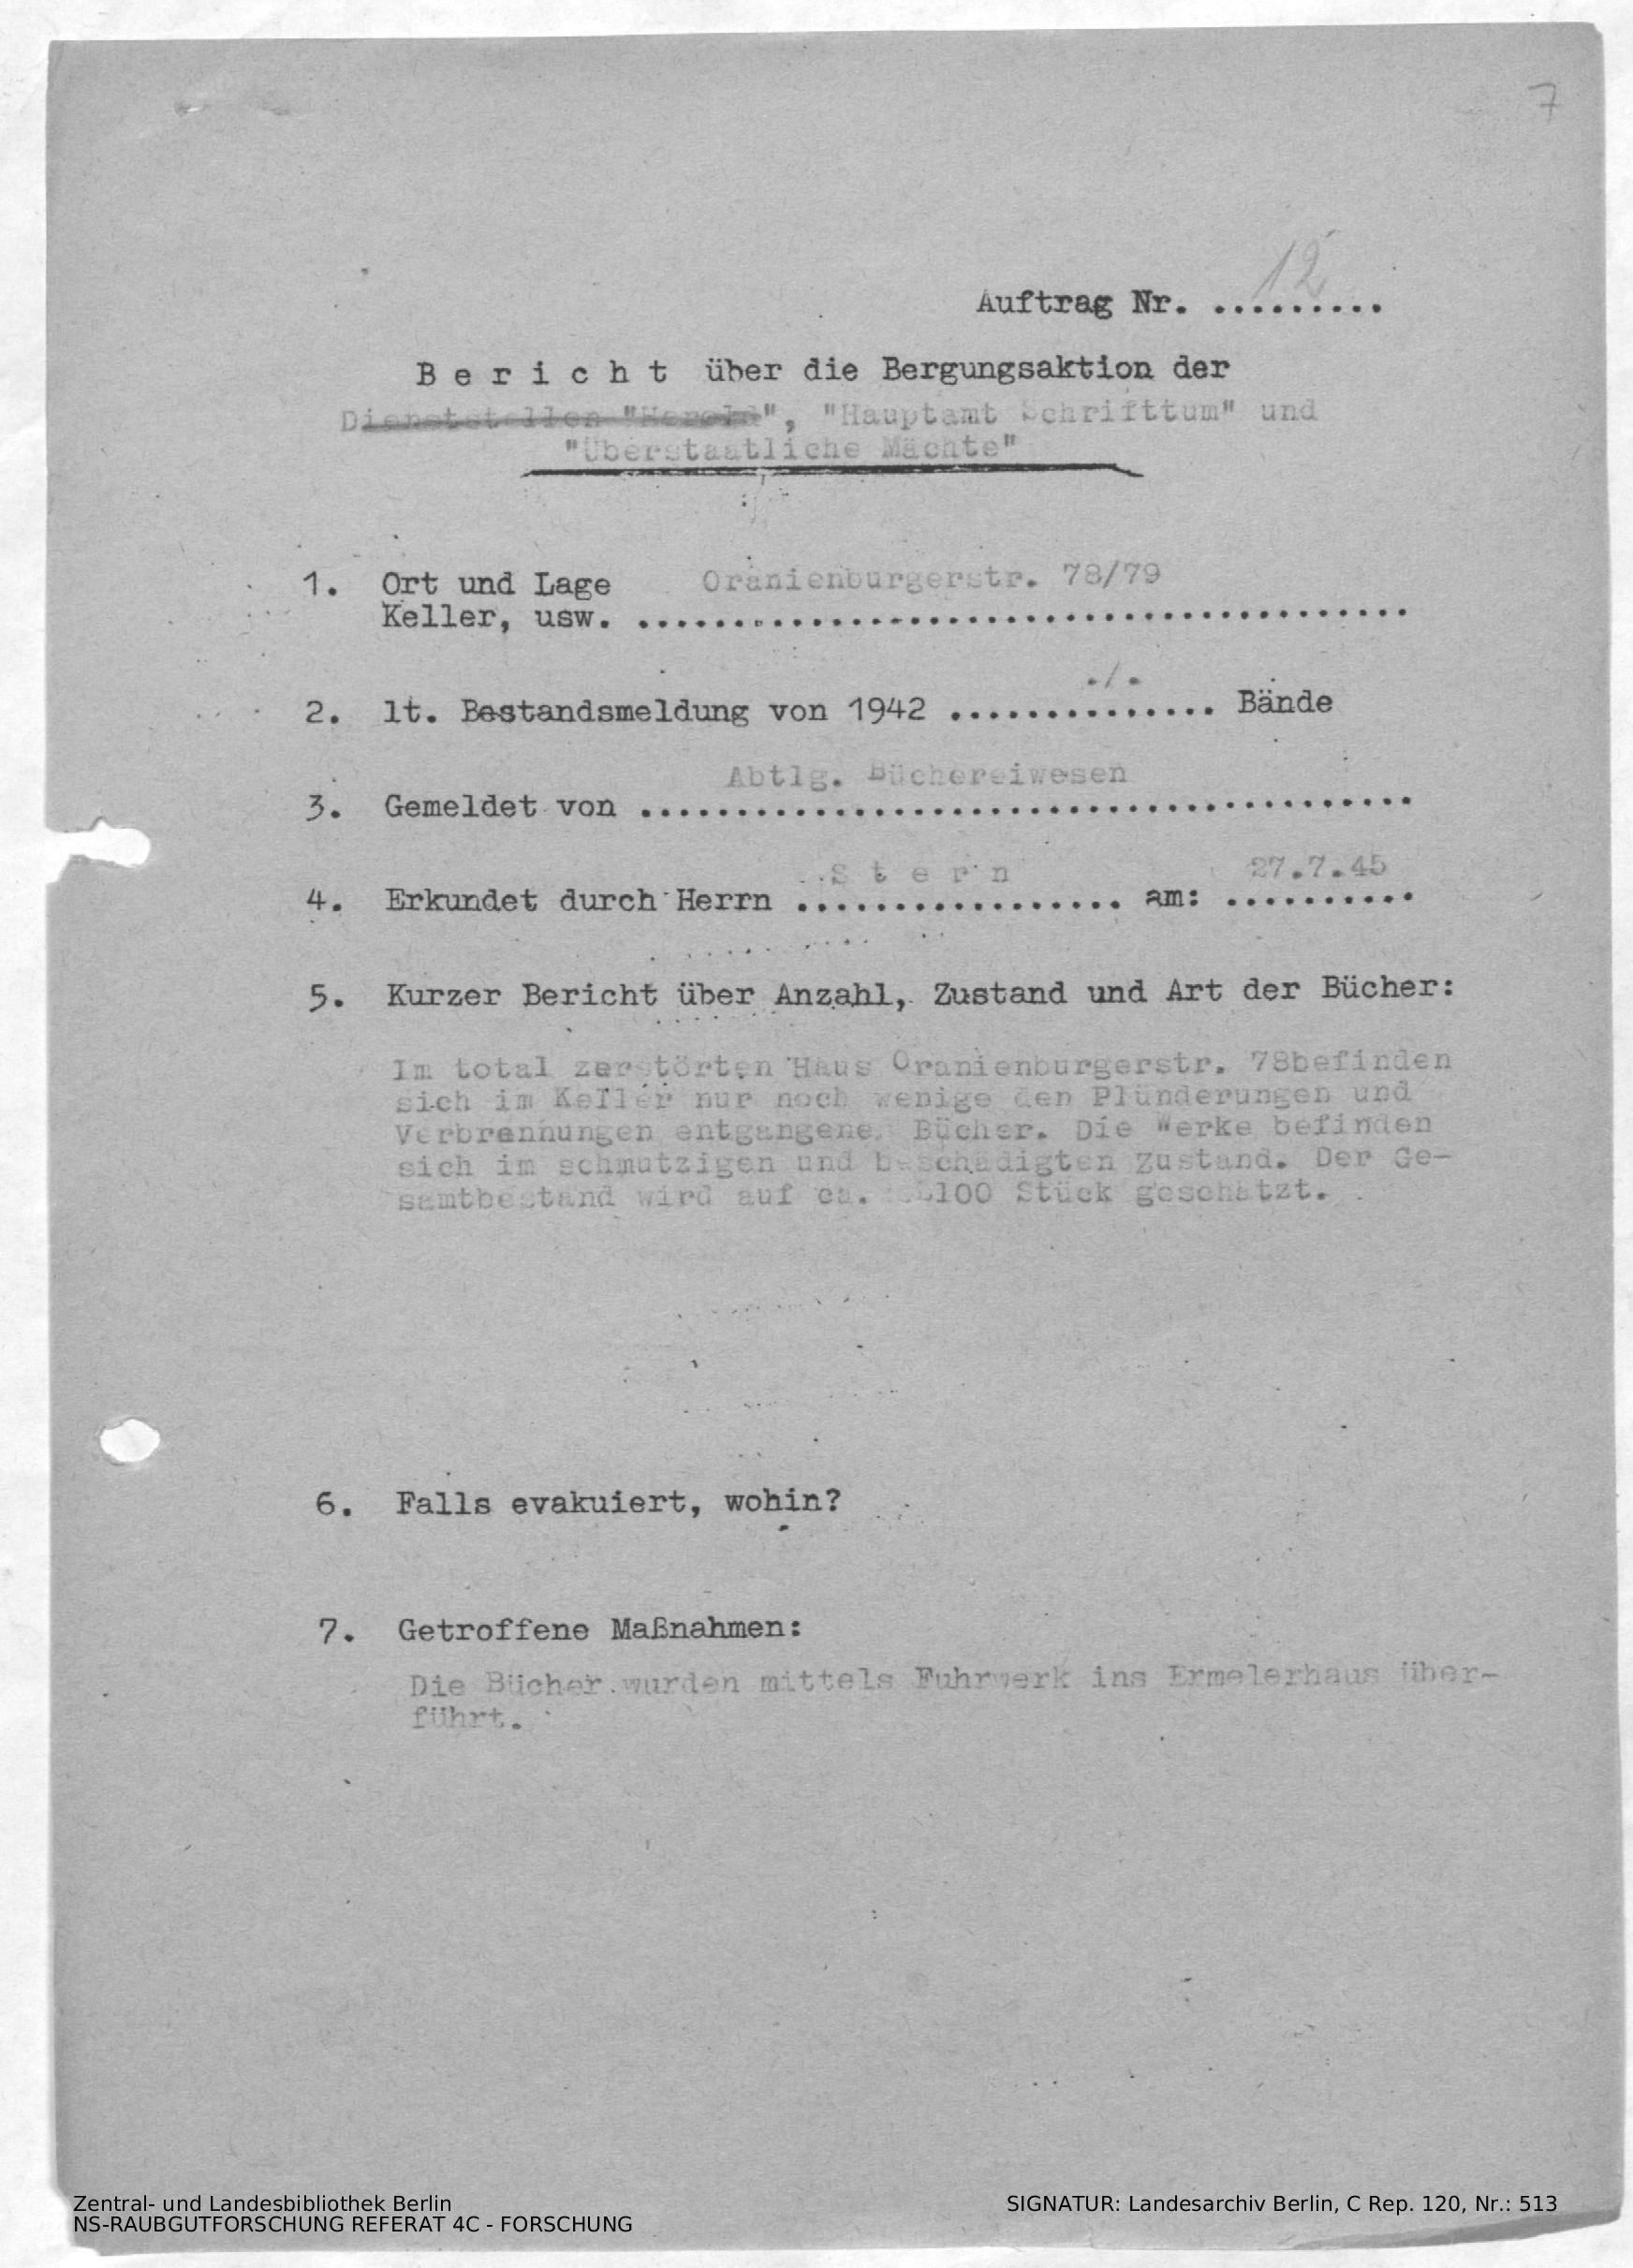 7
Auftrag Nr. 12 .........
B e r i c h t über die Bergungsaktion der
Dienststellen "Herold", "Hauptamt Schrifttum" und
"Überstaatliche Mächte"
1. Ort und Lage Oranienburgerstr. 78/79
Keller, usw. ........................................
2. lt. Bestandsmeldung von 1942 ...../........ Bände
Abtlg. Büchereiwesen
3. Gemeldet von ........................................
S t e r n 27.7.45
4. Erkundet durch Herrn ................. am: ..........
5. Kurzer Bericht über Anzahl, Zustand und Art der Bücher:
Im total zerstörten Haus Oranienburgerstr. 78befinden
sich im Keller nur noch wenige den Plünderungen und
Verbrennungen entgangene Bücher. Die Werke befinden
sich im schmutzigen und beschädigten Zustand. Der Ge-
samtbestand wird auf ca. 100 Stück geschätzt.
6. Falls evakuiert, wohin?
7. Getroffene Maßnahmen:
Die Bücher wurden mittels Fuhrwerk ins Ermelerhaus über-
führt.
Zentral- und Landesbibliothek Berlin
NS-RAUBGUTFORSCHUNG REFERAT 4C - FORSCHUNG
SIGNATUR: Landesarchiv Berlin, C Rep. 120, Nr.: 513